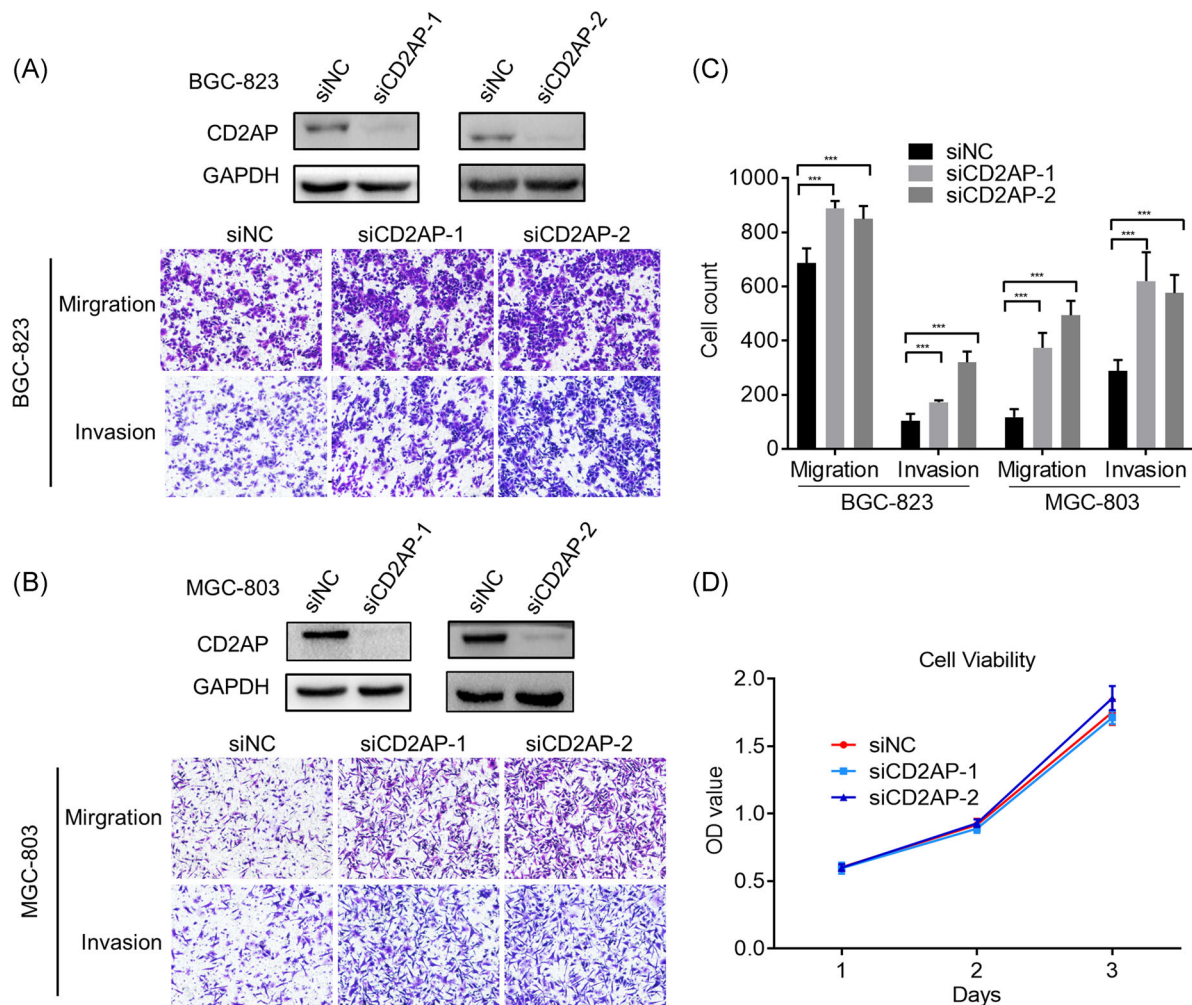 (A)
BGC-823
siNC
siCD2AP-1
siNC
siCD2AP-2
CD2AP
GAPDH
siNC siCD2AP-1 siCD2AP-2
BGC-823
Mirgration
Invasion
(B)
MGC-803
siNC
siCD2AP-1
siNC
siCD2AP-2
CD2AP
GAPDH
siNC siCD2AP-1 siCD2AP-2
MGC-803
Mirgration
Invasion
(C)
siNC
siCD2AP-1
siCD2AP-2
Cell count
1000
800
600
400
200
0
***
***
***
***
***
***
***
***
Migration Invasion Migration Invasion
BGC-823 MGC-803
(D)
Cell Viability
siNC
siCD2AP-1
siCD2AP-2
OD value
2.0
1.5
1.0
0.5
0.0
1 2 3
Days